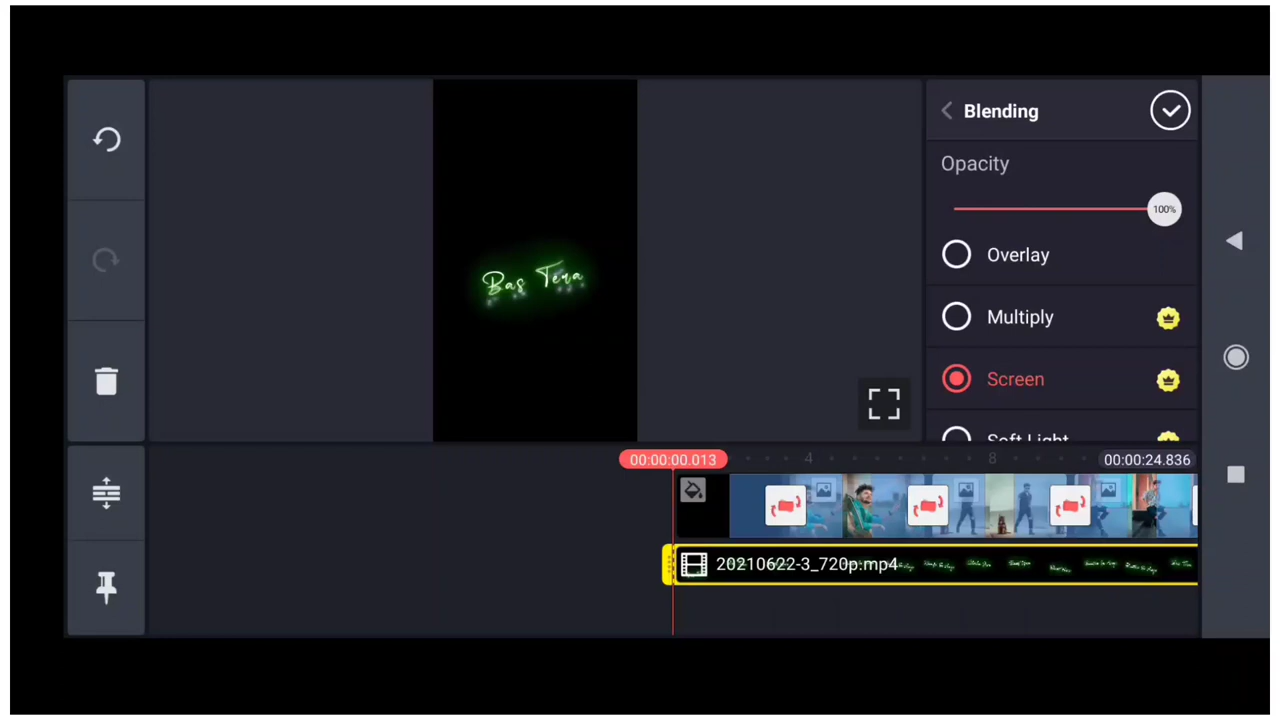 Blending
Opacity
100%
Overlay
Multiply
Screen
Soft Light
Bas Tera
00:00:00.013
4
8
00:00:24.836
20210622-3_720p.mp4